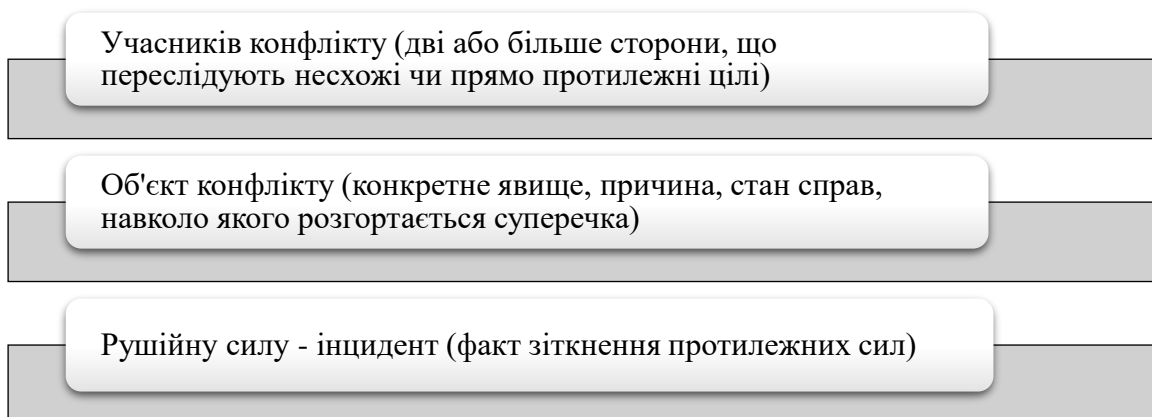 Учасників конфлікту (дві або більше сторони, що
переслідують несхожі чи прямо протилежні цілі)
Об'єкт конфлікту (конкретне явище, причина, стан справ,
навколо якого розгортається суперечка)
Рушійну силу - інцидент (факт зіткнення протилежних сил)